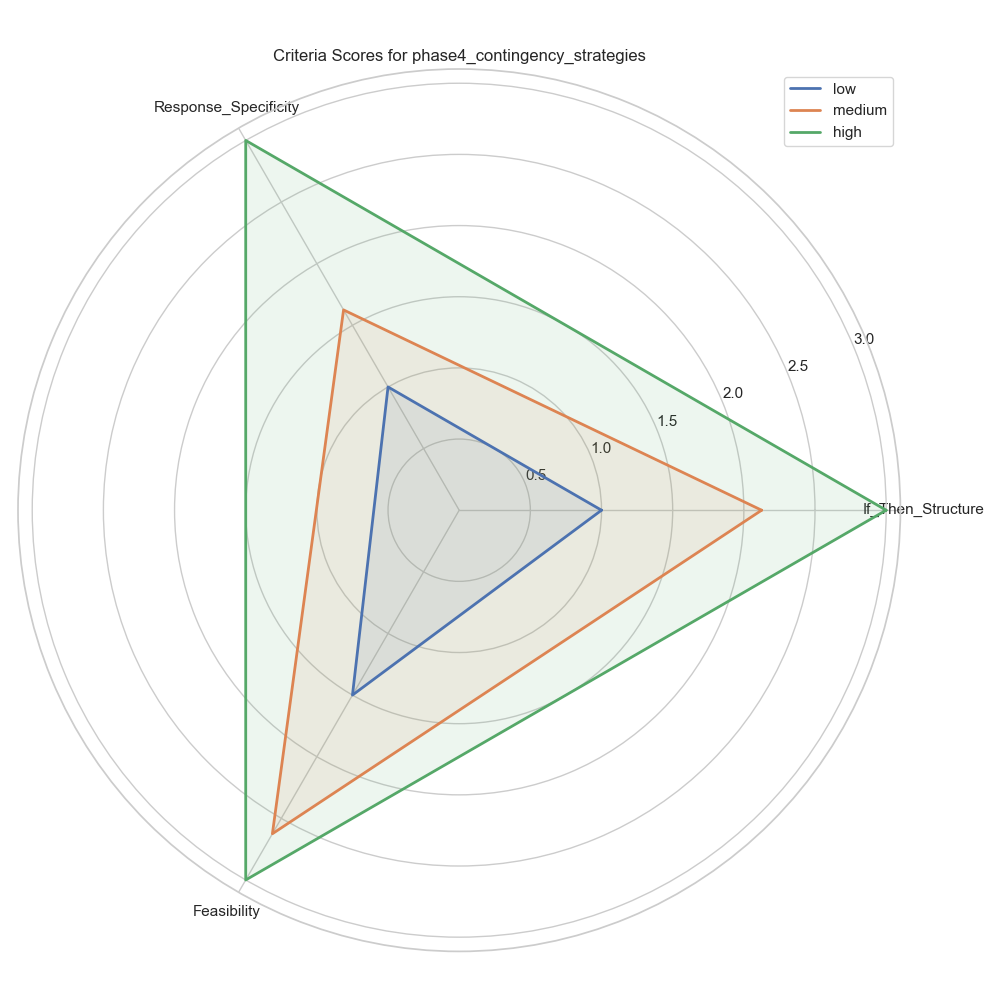 Criteria Scores for phase4_contingency_strategies
low
medium
high
Response_Specificity
3.0
2.5
2.0
1.5
1.0
0.5
If_Then_Structure
Feasibility